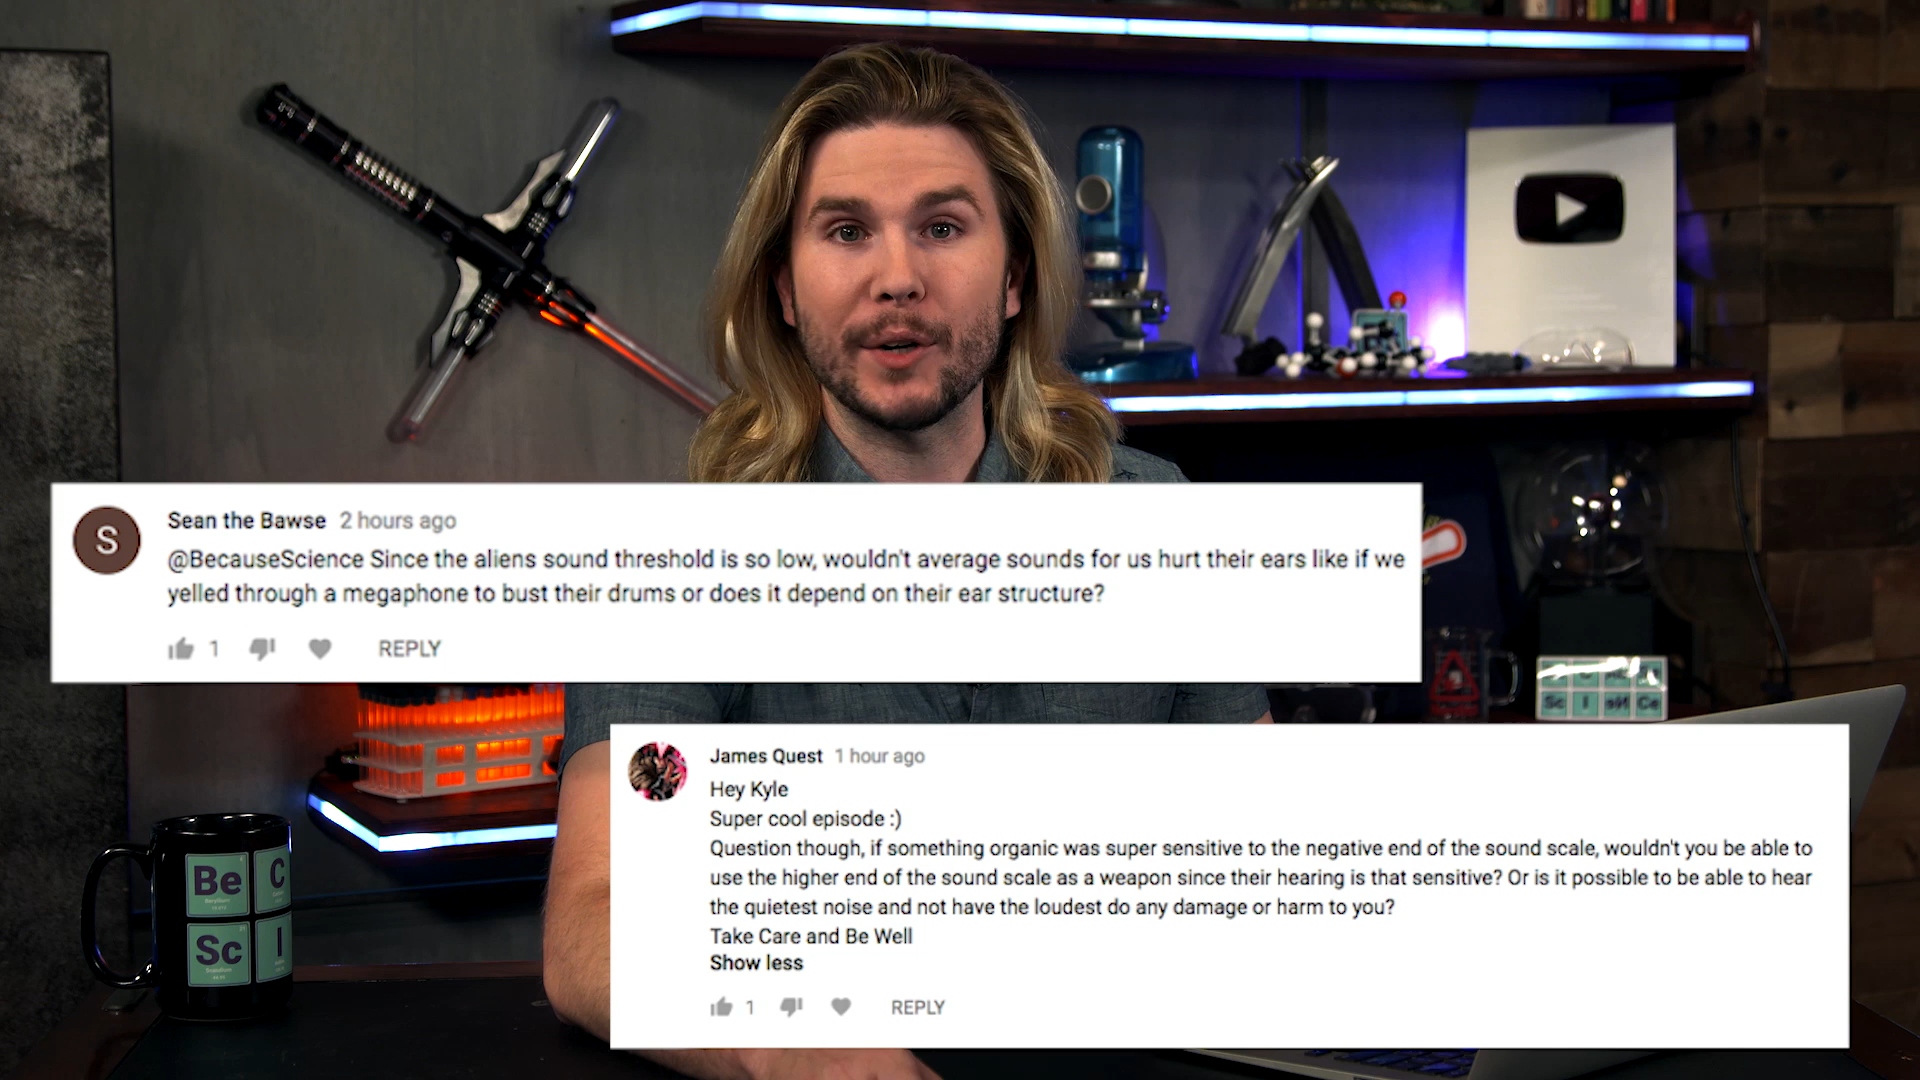 Sean the Bawse 2 hours ago
@BecauseScience Since the aliens sound threshold is so low, wouldn't average sounds for us hurt their ears like if we
yelled through a megaphone to bust their drums or does it depend on their ear structure?
1 REPLY
S
James Quest 1 hour ago
Hey Kyle
Super cool episode :)
Question though, if something organic was super sensitive to the negative end of the sound scale, wouldn't you be able to
use the higher end of the sound scale as a weapon since their hearing is that sensitive? Or is it possible to be able to hear
the quietest noise and not have the loudest do any damage or harm to you?
Take Care and Be Well
Show less
1 REPLY
Be C
Sc I
Sc I Ce